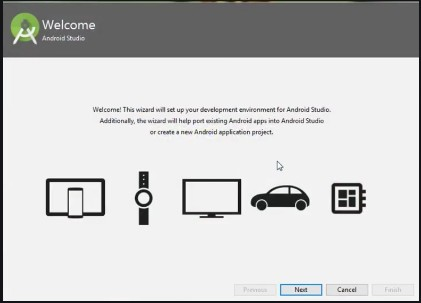 Welcome
Android Studio
Welcome! This wizard will set up your development environment for Android Studio.
Additionally, the wizard will help port existing Android apps into Android Studio
or create a new Android application project.
Previous Next Cancel Finish